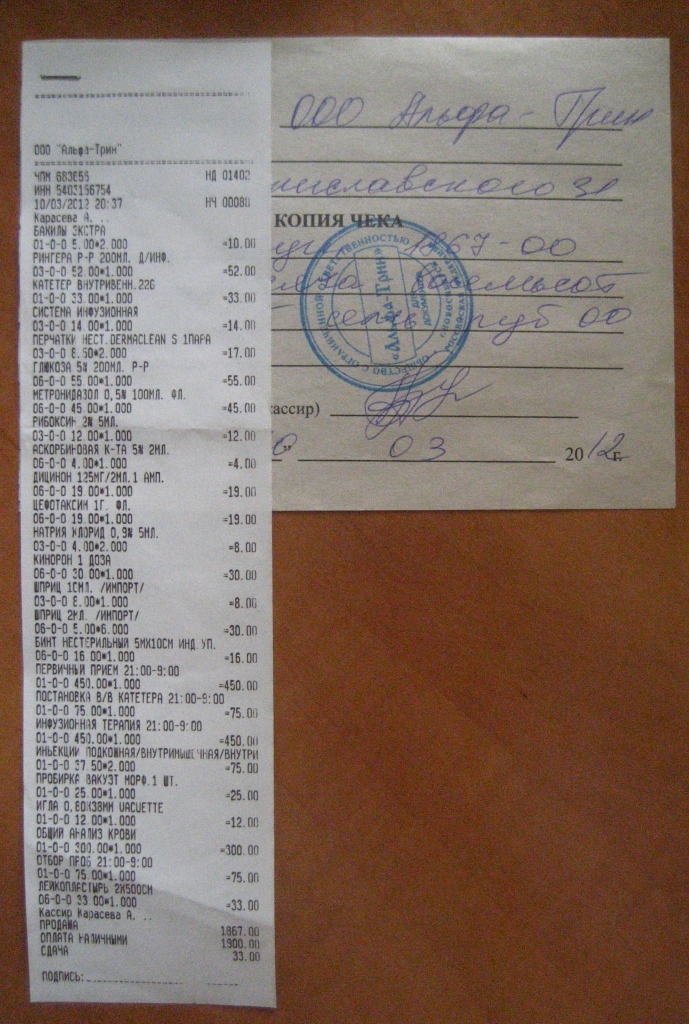 ООО "Альфа-Трин"
ЧПМ 683656 НД 01402
ИНН 5403156754
10/03/2012 20:37 НЧ 00080
Карасева А. ..
БАХИЛЫ ЭКСТРА
01-0-0 5.00*2.000 =10.00
РИНГЕРА Р-Р 200МЛ. Д/ИНФ.
03-0-0 52.00*1.000 =52.00
КАТЕТЕР ВНУТРИВЕНН.22G
01-0-0 33.00*1.000 =33.00
СИСТЕМА ИНФУЗИОННАЯ
03-0-0 14.00*1.000 =14.00
ПЕРЧАТКИ НЕСТ.DERMACLEAN S 1ПАРА
03-0-0 8.50*2.000 =17.00
ГЛЮКОЗА 5% 200МЛ. Р-Р
06-0-0 55.00*1.000 =55.00
МЕТРОНИДАЗОЛ 0,5% 100МЛ. ФЛ.
06-0-0 45.00*1.000 =45.00
РИБОКСИН 2% 5МЛ.
03-0-0 12.00*1.000 =12.00
АСКОРБИНОВАЯ К-ТА 5% 2МЛ.
06-0-0 4.00*1.000 =4.00
ДИЦИНОН 125МГ/2МЛ.1 АМП.
06-0-0 19.00*1.000 =19.00
ЦЕФОТАКСИМ 1Г. ФЛ.
06-0-0 19.00*1.000 =19.00
НАТРИЯ ХЛОРИД 0,9% 5МЛ.
03-0-0 4.00*2.000 =8.00
КИНОРОН 1 ДОЗА
06-0-0 30.00*1.000 =30.00
ШПРИЦ 10МЛ. /ИМПОРТ/
03-0-0 8.00*1.000 =8.00
ШПРИЦ 2МЛ. /ИМПОРТ/
06-0-0 5.00*6.000 =30.00
БИНТ НЕСТЕРИЛЬНЫЙ 5МХ10СМ ИНД.УП.
06-0-0 16.00*1.000 =16.00
ПЕРВИЧНЫЙ ПРИЕМ 21:00-9:00
01-0-0 450.00*1.000 =450.00
ПОСТАНОВКА В/В КАТЕТЕРА 21:00-9:00
01-0-0 75.00*1.000 =75.00
ИНФУЗИОННАЯ ТЕРАПИЯ 21:00-9:00
01-0-0 450.00*1.000 =450.00
ИНЬЕКЦИИ ПОДКОЖНАЯ/ВНУТРИМЫШЕЧНАЯ/ВНУТРИ
01-0-0 37.50*2.000 =75.00
ПРОБИРКА ВАКУЭТ МОРФ.1 ШТ.
01-0-0 25.00*1.000 =25.00
ИГЛА 0,80Х38ММ VACUETTE
01-0-0 12.00*1.000 =12.00
ОБЩИЙ АНАЛИЗ КРОВИ
01-0-0 300.00*1.000 =300.00
ОТБОР ПРОБ 21:00-9:00
01-0-0 75.00*1.000 =75.00
ЛЕЙКОПЛАСТЫРЬ 2Х500СМ
06-0-0 33.00*1.000 =33.00
Кассир Карасева А. ..
ПРОДАЖА 1867.00
ОПЛАТА НАЛИЧНЫМИ 1900.00
СДАЧА 33.00
ПОДПИСЬ:
ООО Альфа-Трин
ниславского 31
КОПИЯ ЧЕКА
1867-00
восемьсот
семь руб 00
кассир)
03 2012г.
ОБЩЕСТВО С ОГРАНИЧЕННОЙ ОТВЕТСТВЕННОСТЬЮ
«Альфа-Трин»
ДЛЯ ДОКУМЕНТОВ